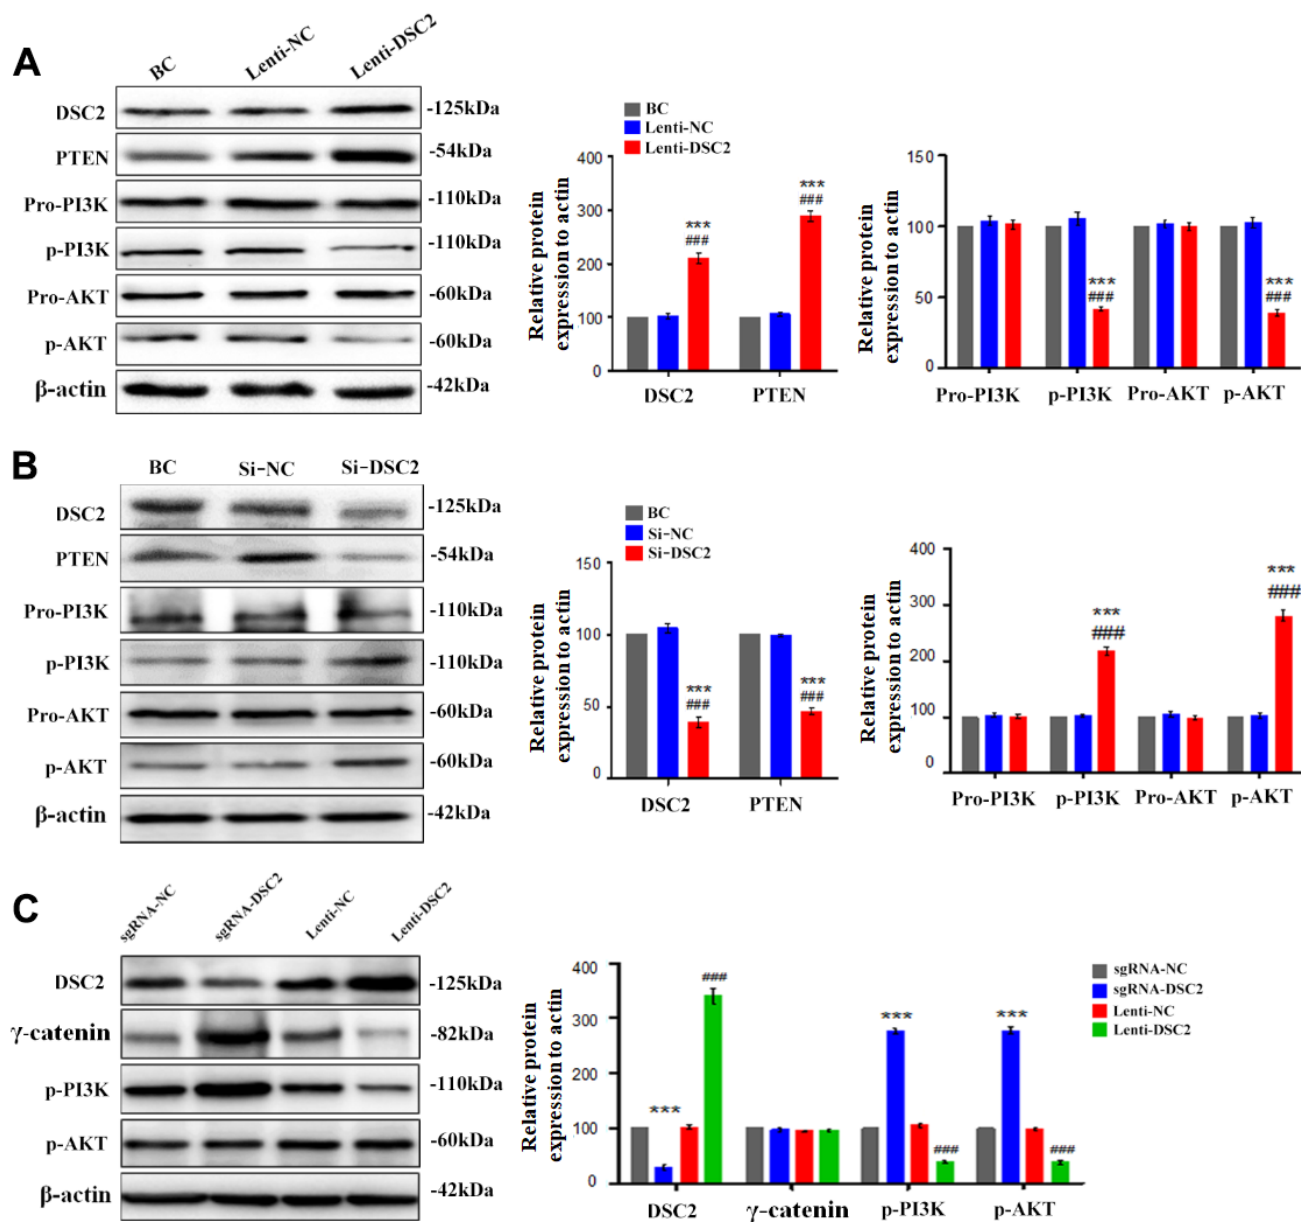 A
BC
Lenti-NC
Lenti-DSC2
DSC2
-125kDa
PTEN
-54kDa
Pro-PI3K
-110kDa
p-PI3K
-110kDa
Pro-AKT
-60kDa
p-AKT
-60kDa
β-actin
-42kDa
BC
Lenti-NC
Lenti-DSC2
Relative protein
expression to actin
400
300
200
100
0
***
###
***
###
DSC2
PTEN
Relative protein
expression to actin
150
100
50
0
***
###
***
###
Pro-PI3K
p-PI3K
Pro-AKT
p-AKT
B
BC
Si-NC
Si-DSC2
DSC2
-125kDa
PTEN
-54kDa
Pro-PI3K
-110kDa
p-PI3K
-110kDa
Pro-AKT
-60kDa
p-AKT
-60kDa
β-actin
-42kDa
BC
Si-NC
Si-DSC2
Relative protein
expression to actin
150
100
50
0
***
###
***
###
DSC2
PTEN
Relative protein
expression to actin
400
300
200
100
0
***
###
***
###
Pro-PI3K
p-PI3K
Pro-AKT
p-AKT
C
sgRNA-NC
sgRNA-DSC2
Lenti-NC
Lenti-DSC2
DSC2
-125kDa
γ-catenin
-82kDa
p-PI3K
-110kDa
p-AKT
-60kDa
β-actin
-42kDa
Relative protein
expression to actin
400
300
200
100
0
***
###
***
###
***
###
DSC2
γ-catenin
p-PI3K
p-AKT
sgRNA-NC
sgRNA-DSC2
Lenti-NC
Lenti-DSC2